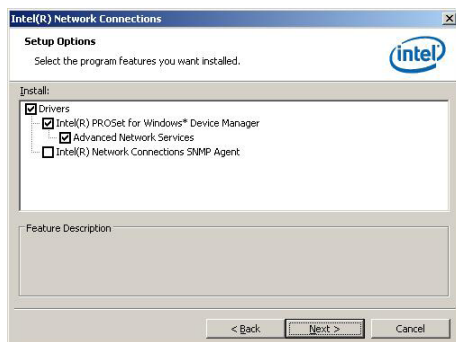 Intel(R) Network Connections
Setup Options
Select the program features you want installed.
intel
Install:
Drivers
Intel(R) PROSet for Windows* Device Manager
Advanced Network Services
Intel(R) Network Connections SNMP Agent
Feature Description
< Back
Next >
Cancel